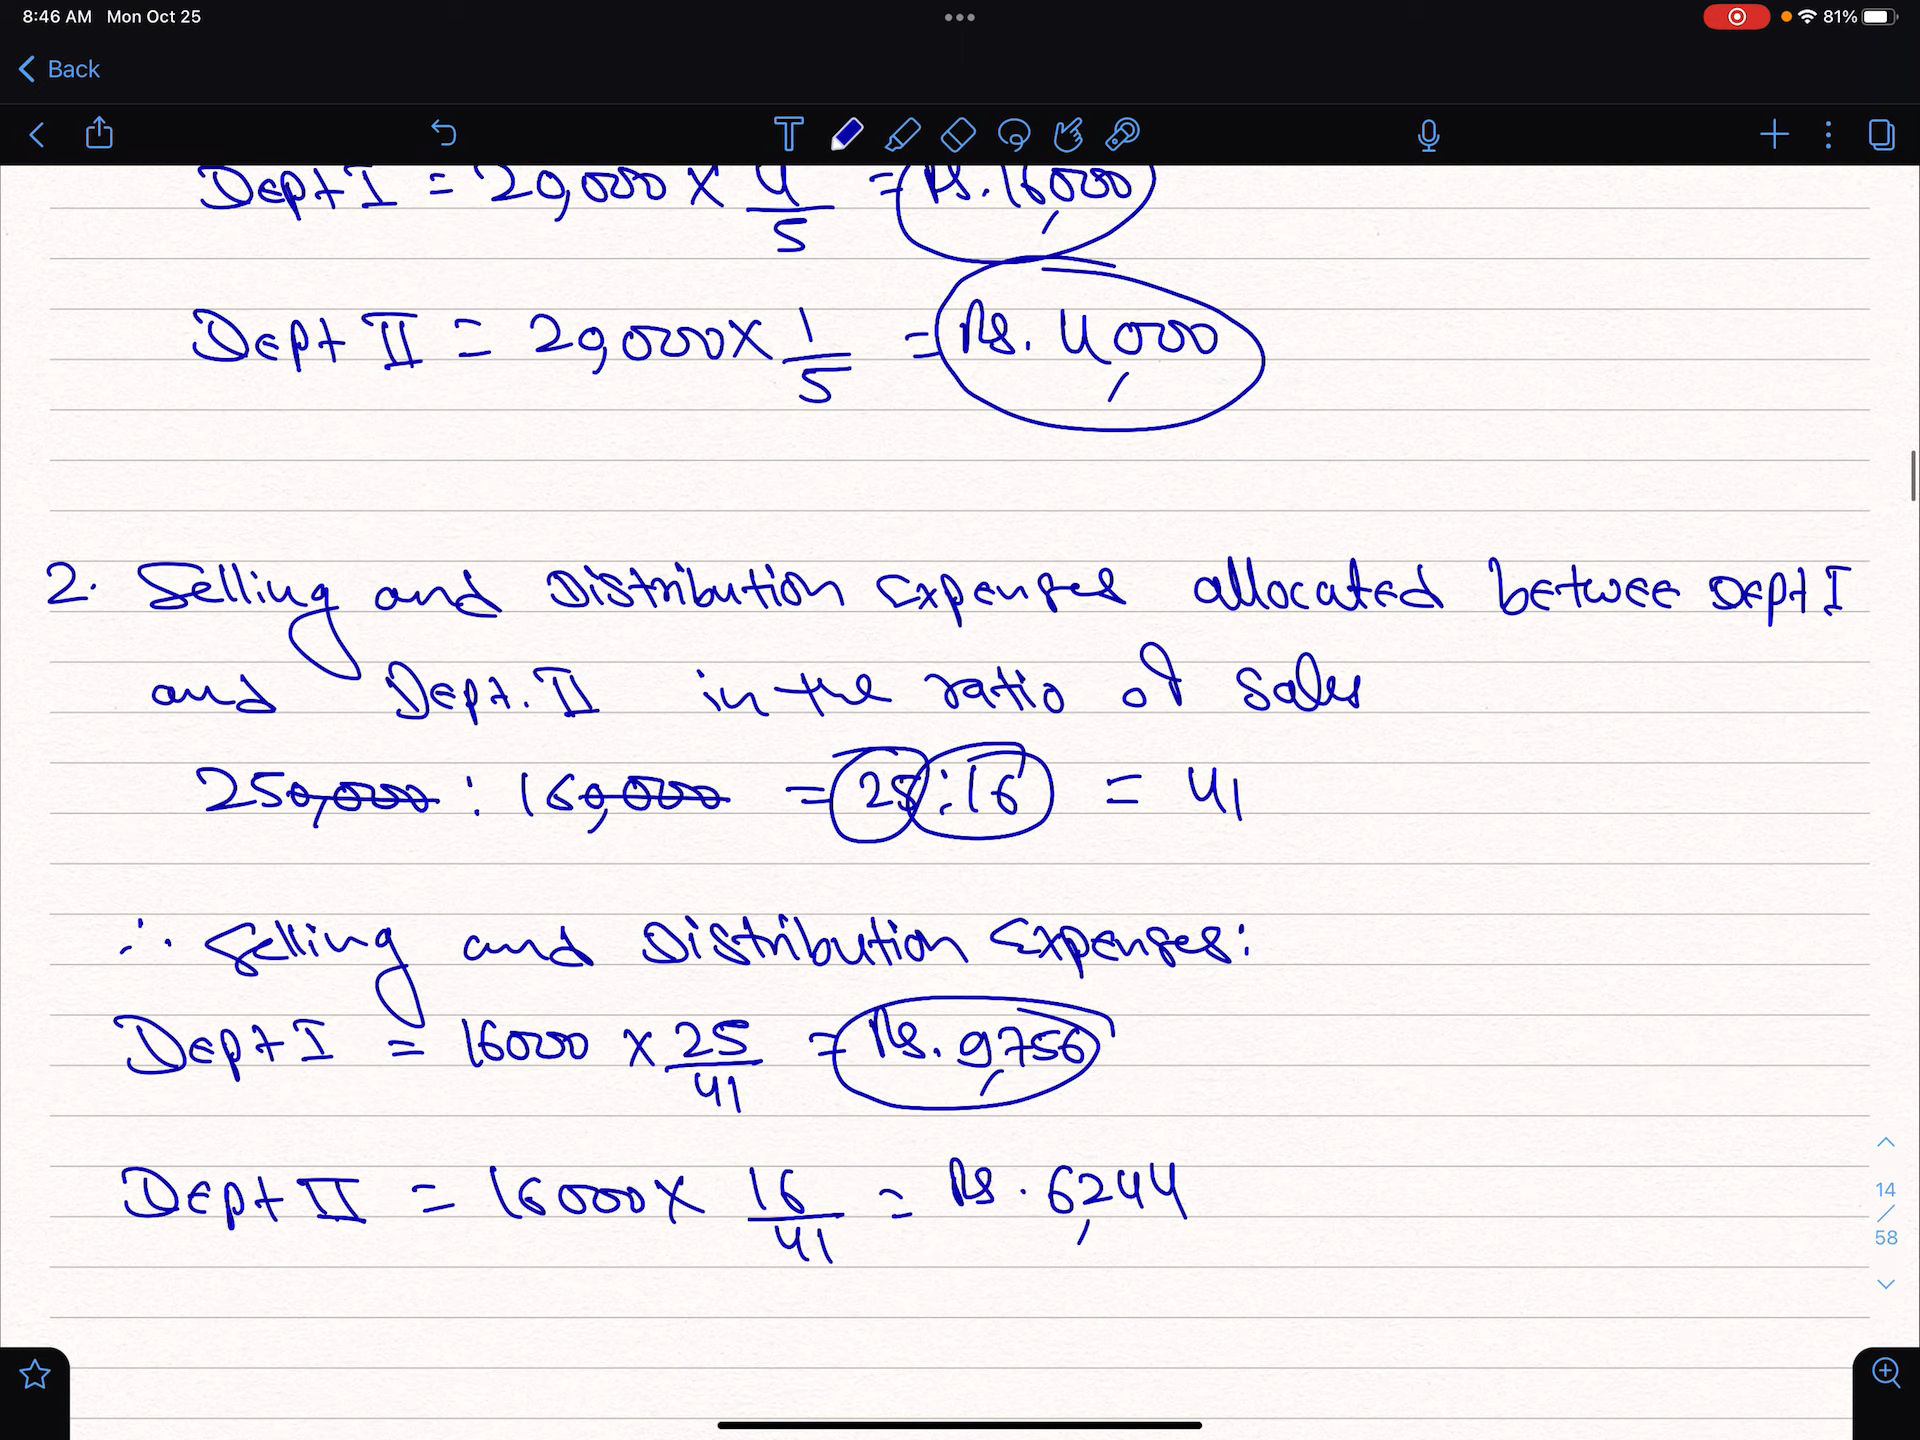 8:46 AM Mon Oct 25
81%
Back
T
Dept I = 20,000 × 4/5 = Rs. 16,000
Dept II = 20,000 × 1/5 = Rs. 4,000
2. Selling and Distribution Expenses allocated betwee Dept I
and Dept. II in the ratio of Sales
250,000 : 160,000 = 25 : 16 = 41
∴ Selling and Distribution Expenses:
Dept I = 16000 × 25/41 = Rs. 9,756
Dept II = 16000 × 16/41 = Rs. 6,244
14
/
58